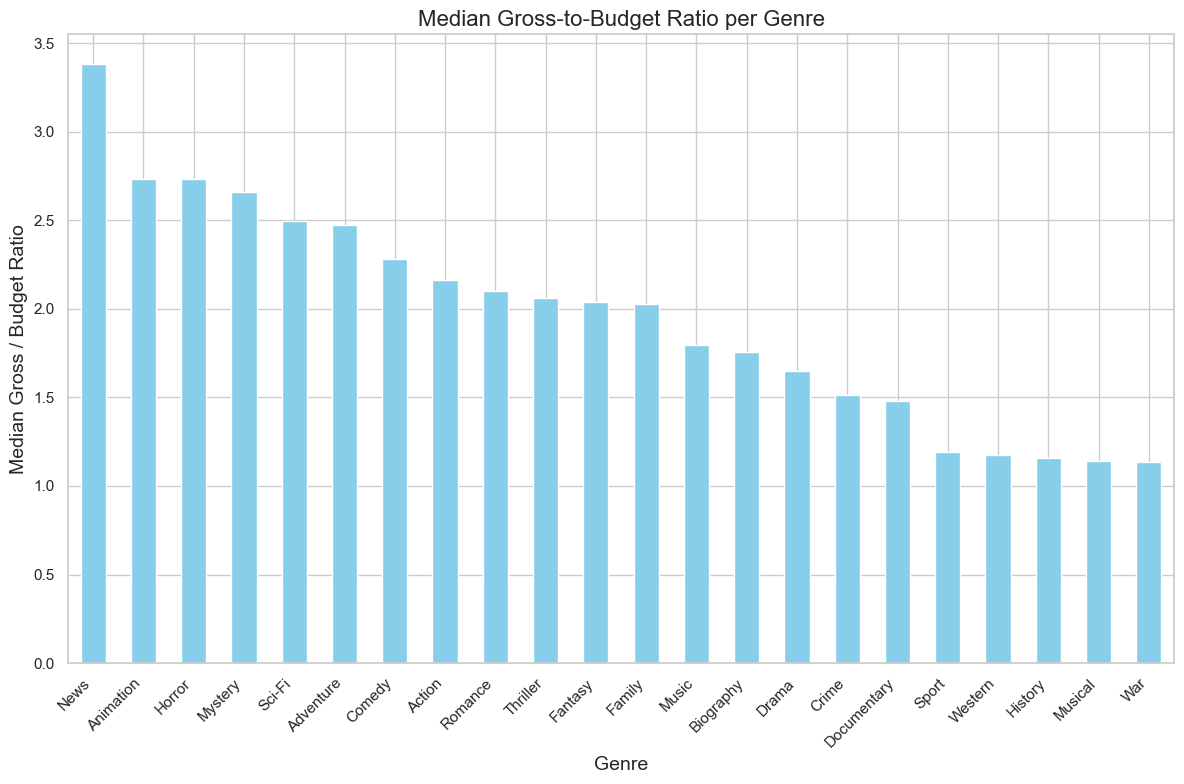 Median Gross-to-Budget Ratio per Genre
Median Gross / Budget Ratio
3.5
3.0
2.5
2.0
1.5
1.0
0.5
0.0
News
Animation
Horror
Mystery
Sci-Fi
Adventure
Comedy
Action
Romance
Thriller
Fantasy
Family
Music
Biography
Drama
Crime
Documentary
Sport
Western
History
Musical
War
Genre